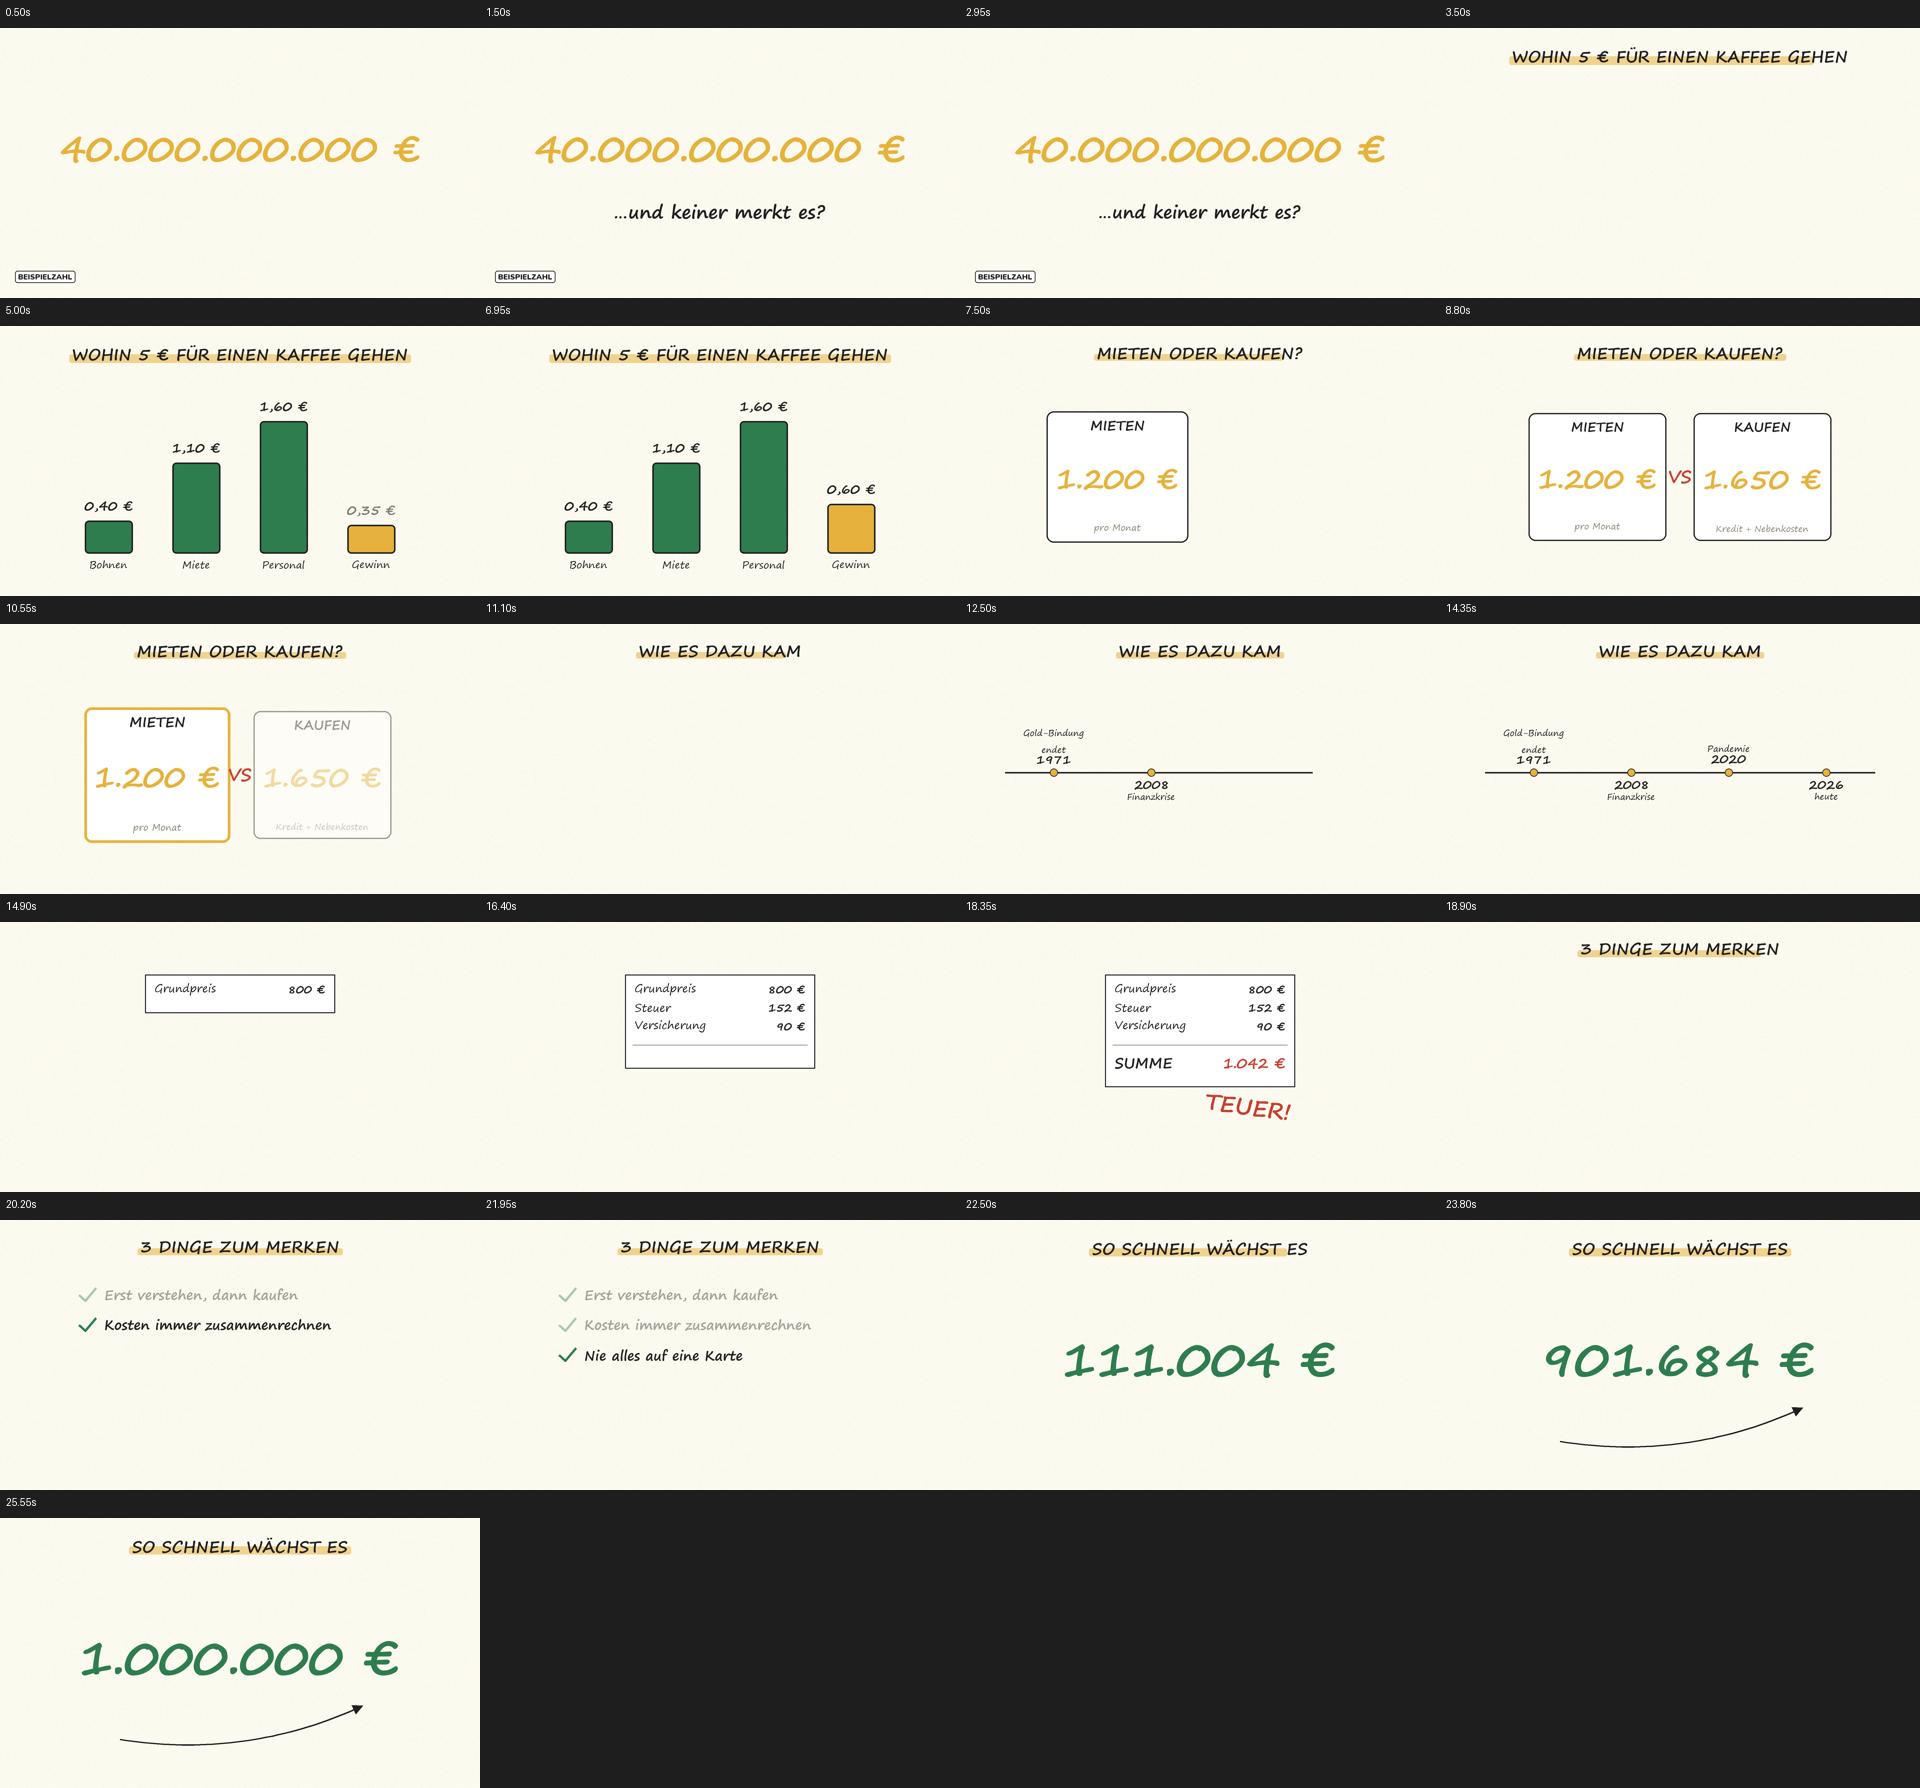 0.50s
40.000.000.000 €
BEISPIELZAHL
1.50s
40.000.000.000 €
...und keiner merkt es?
BEISPIELZAHL
2.95s
40.000.000.000 €
...und keiner merkt es?
BEISPIELZAHL
3.50s
WOHIN 5 € FÜR EINEN KAFFEE GEHEN
5.00s
WOHIN 5 € FÜR EINEN KAFFEE GEHEN
0,40 €
1,10 €
1,60 €
0,35 €
Bohnen
Miete
Personal
Gewinn
6.95s
WOHIN 5 € FÜR EINEN KAFFEE GEHEN
0,40 €
1,10 €
1,60 €
0,60 €
Bohnen
Miete
Personal
Gewinn
7.50s
MIETEN ODER KAUFEN?
MIETEN
1.200 €
pro Monat
8.80s
MIETEN ODER KAUFEN?
MIETEN
1.200 €
pro Monat
VS
KAUFEN
1.650 €
Kredit + Nebenkosten
10.55s
MIETEN ODER KAUFEN?
MIETEN
1.200 €
pro Monat
VS
KAUFEN
1.650 €
Kredit + Nebenkosten
11.10s
WIE ES DAZU KAM
12.50s
WIE ES DAZU KAM
Gold-Bindung
endet
1971
2008
Finanzkrise
14.35s
WIE ES DAZU KAM
Gold-Bindung
endet
1971
2008
Finanzkrise
Pandemie
2020
2026
heute
14.90s
Grundpreis 800 €
16.40s
Grundpreis 800 €
Steuer 152 €
Versicherung 90 €
18.35s
Grundpreis 800 €
Steuer 152 €
Versicherung 90 €
SUMME 1.042 €
TEUER!
18.90s
3 DINGE ZUM MERKEN
20.20s
3 DINGE ZUM MERKEN
Erst verstehen, dann kaufen
Kosten immer zusammenrechnen
21.95s
3 DINGE ZUM MERKEN
Erst verstehen, dann kaufen
Kosten immer zusammenrechnen
Nie alles auf eine Karte
22.50s
SO SCHNELL WÄCHST ES
111.004 €
23.80s
SO SCHNELL WÄCHST ES
901.684 €
25.55s
SO SCHNELL WÄCHST ES
1.000.000 €